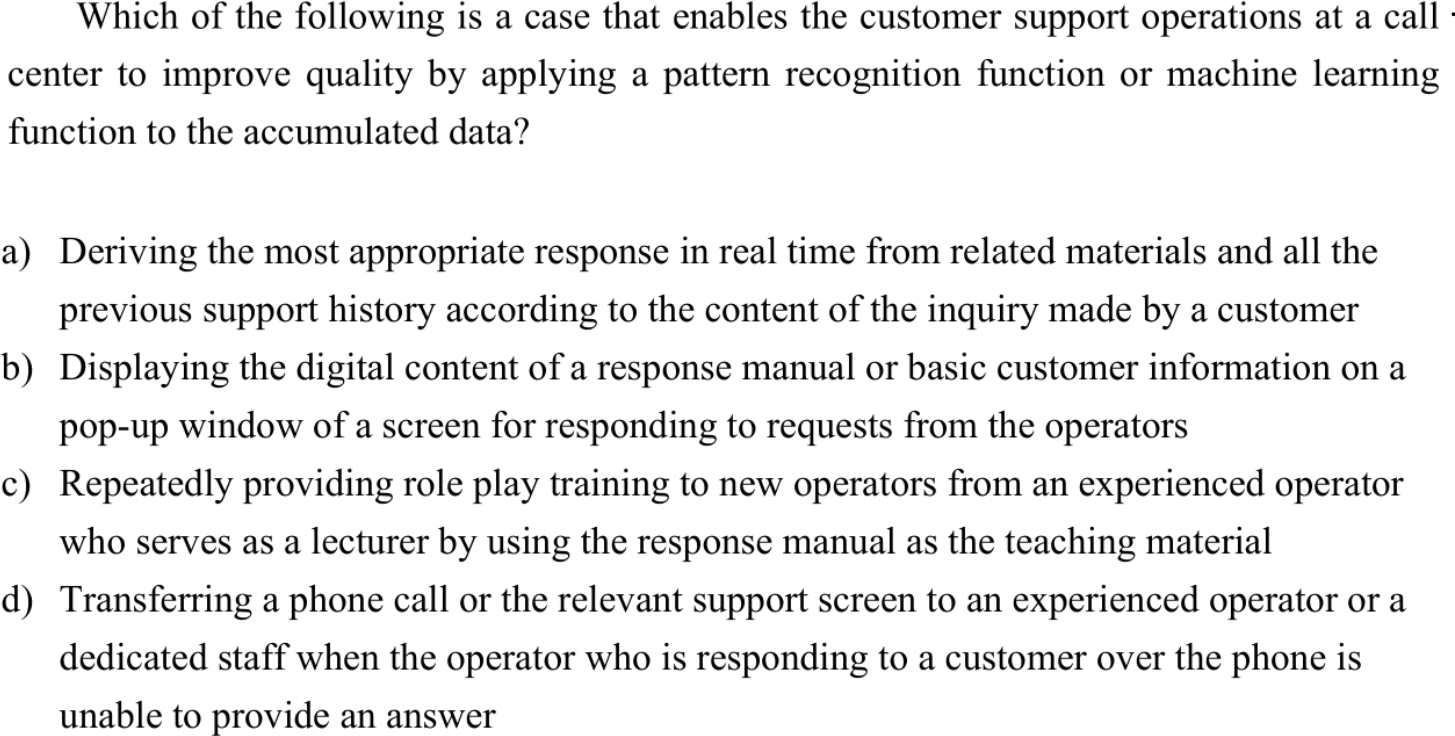 Which of the following is a case that enables the customer support operations at a call
center to improve quality by applying a pattern recognition function or machine learning
function to the accumulated data?
a) Deriving the most appropriate response in real time from related materials and all the
previous support history according to the content of the inquiry made by a customer
b) Displaying the digital content of a response manual or basic customer information on a
pop-up window of a screen for responding to requests from the operators
c) Repeatedly providing role play training to new operators from an experienced operator
who serves as a lecturer by using the response manual as the teaching material
d) Transferring a phone call or the relevant support screen to an experienced operator or a
dedicated staff when the operator who is responding to a customer over the phone is
unable to provide an answer